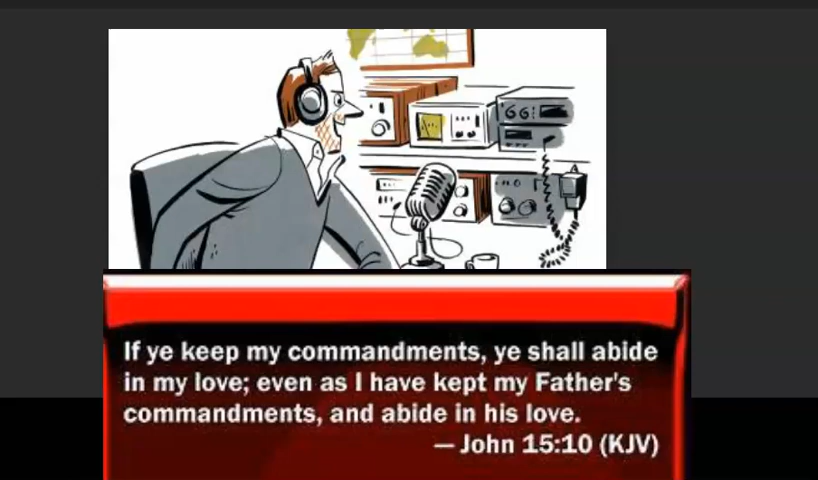 66
If ye keep my commandments, ye shall abide
in my love; even as I have kept my Father's
commandments, and abide in his love.
— John 15:10 (KJV)